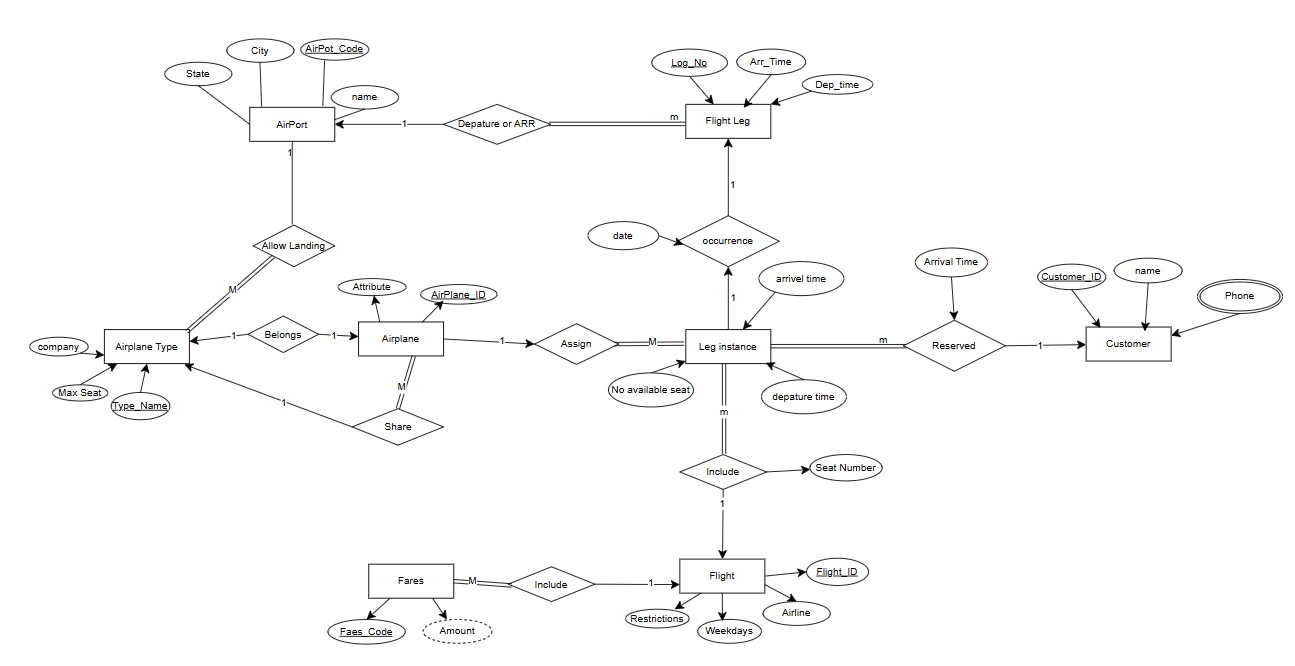 City
AirPot_Code
State
name
AirPort
1
Depature or ARR
m
Log_No
Arr_Time
Dep_time
Flight Leg
1
1
date
occurrence
1
arrivel time
Allow Landing
M
Arrival Time
Customer_ID
name
Phone
Attribute
AirPlane_ID
company
Airplane Type
1
Belongs
1
Airplane
1
Assign
M
Leg instance
m
Reserved
1
Customer
Max Seat
Type_Name
1
M
Share
No available seat
depature time
m
Include
Seat Number
1
Fares
M
Include
1
Flight
Flight_ID
Restrictions
Weekdays
Airline
Faes_Code
Amount